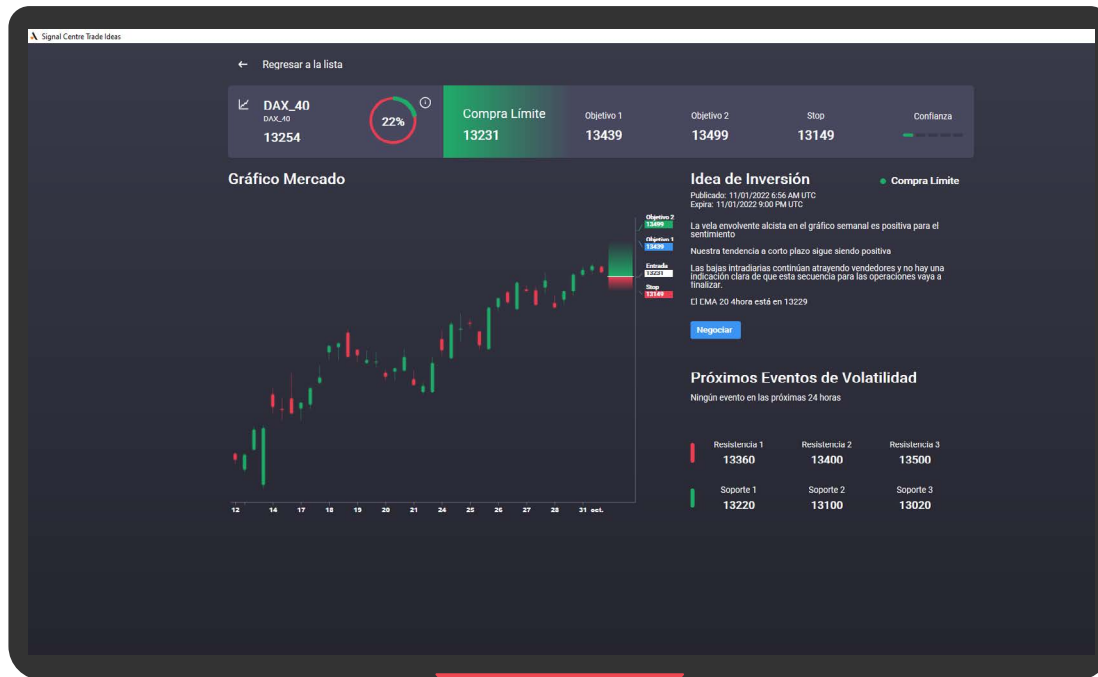 Signal Centre Trade Ideas
← Regresar a la lista
DAX_40
DAX_40
13254
22%
Compra Límite
13231
Objetivo 1
13439
Objetivo 2
13499
Stop
13149
Confianza
Gráfico Mercado
Objetivo 2
13499
Objetivo 1
13439
Entrada
13231
Stop
13149
12 14 17 18 19 20 21 24 25 26 27 28 31 oct.
Idea de Inversión
Compra Límite
Publicado: 11/01/2022 6:56 AM UTC
Expira: 11/01/2022 9:00 PM UTC
La vela envolvente alcista en el gráfico semanal es positiva para el
sentimiento
Nuestra tendencia a corto plazo sigue siendo positiva
Las bajas intradiarias continúan atrayendo vendedores y no hay una
indicación clara de que esta secuencia para las operaciones vaya a
finalizar.
El EMA 20 4hora está en 13229
Negociar
Próximos Eventos de Volatilidad
Ningún evento en las próximas 24 horas
Resistencia 1 Resistencia 2 Resistencia 3
13360 13400 13500
Soporte 1 Soporte 2 Soporte 3
13220 13100 13020